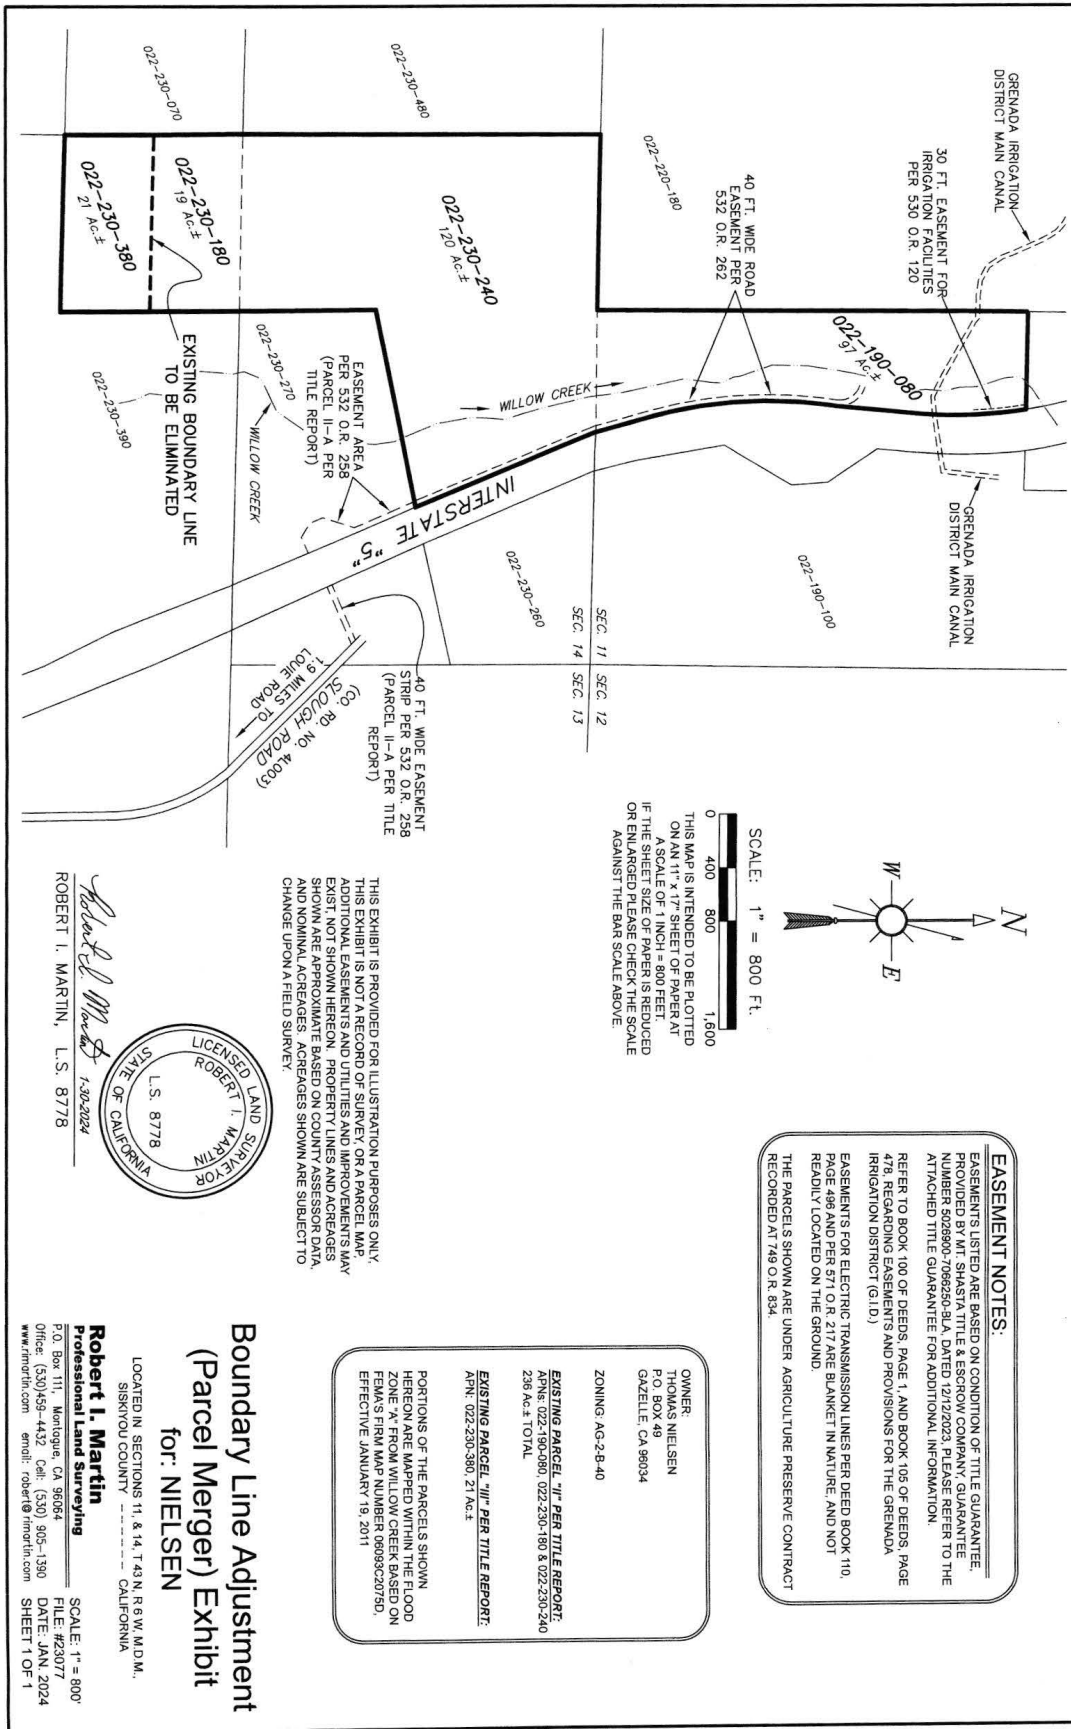 GRENADA IRRIGATION
DISTRICT MAIN CANAL
30 FT. EASEMENT FOR
IRRIGATION FACILITIES
PER 530 O.R. 120
022-220-180
40 FT. WIDE ROAD
EASEMENT PER
532 O.R. 262
022-190-080
97 Ac.±
GRENADA IRRIGATION
DISTRICT MAIN CANAL
022-190-100
022-230-480
022-230-070
022-230-240
120 Ac.±
022-230-180
19 Ac.±
022-230-380
21 Ac.±
WILLOW CREEK
SEC. 11 SEC. 12
SEC. 14 SEC. 13
022-230-260
INTERSTATE "5"
022-230-270
EASEMENT AREA
PER 532 O.R. 258
(PARCEL II-A PER
TITLE REPORT)
WILLOW CREEK
EXISTING BOUNDARY LINE
TO BE ELIMINATED
022-230-390
40 FT. WIDE EASEMENT
STRIP PER 532 O.R. 258
(PARCEL II-A PER TITLE
REPORT)
SLOUGH ROAD
(CO. RD. NO. 4L003)
1.9 MILES TO
LOUIE ROAD
N
W
E
SCALE: 1" = 800 Ft.
0 400 800 1,600
THIS MAP IS INTENDED TO BE PLOTTED
ON AN 11" x 17" SHEET OF PAPER AT
A SCALE OF 1 INCH = 800 FEET.
IF THE SHEET SIZE OF PAPER IS REDUCED
OR ENLARGED PLEASE CHECK THE SCALE
AGAINST THE BAR SCALE ABOVE.
THIS EXHIBIT IS PROVIDED FOR ILLUSTRATION PURPOSES ONLY,
THIS EXHIBIT IS NOT A RECORD OF SURVEY, OR A PARCEL MAP,
ADDITIONAL EASEMENTS AND UTILITIES AND IMPROVEMENTS MAY
EXIST, NOT SHOWN HEREON. PROPERTY LINES AND ACREAGES
SHOWN ARE APPROXIMATE BASED ON COUNTY ASSESSOR DATA,
AND NOMINAL ACREAGES. ACREAGES SHOWN ARE SUBJECT TO
CHANGE UPON A FIELD SURVEY.
LICENSED LAND SURVEYOR
ROBERT I. MARTIN
L.S. 8778
STATE OF CALIFORNIA
Robert I. Martin 1-30-2024
ROBERT I. MARTIN, L.S. 8778
EASEMENT NOTES:
EASEMENTS LISTED ARE BASED ON CONDITION OF TITLE GUARANTEE,
PROVIDED BY MT. SHASTA TITLE & ESCROW COMPANY, GUARANTEE
NUMBER 5026900-7066250-BLA, DATED 12/12/2023, PLEASE REFER TO THE
ATTACHED TITLE GUARANTEE FOR ADDITIONAL INFORMATION.
REFER TO BOOK 100 OF DEEDS, PAGE 1, AND BOOK 105 OF DEEDS, PAGE
478, REGARDING EASEMENTS AND PROVISIONS FOR THE GRENADA
IRRIGATION DISTRICT (G.I.D.)
EASEMENTS FOR ELECTRIC TRANSMISSION LINES PER DEED BOOK 110,
PAGE 496 AND PER 571 O.R. 217 ARE BLANKET IN NATURE, AND NOT
READILY LOCATED ON THE GROUND.
THE PARCELS SHOWN ARE UNDER AGRICULTURE PRESERVE CONTRACT
RECORDED AT 749 O.R. 834.
OWNER:
THOMAS NIELSEN
P.O. BOX 49
GAZELLE, CA 96034
ZONING: AG-2-B-40
EXISTING PARCEL "II" PER TITLE REPORT:
APNs: 022-190-080, 022-230-180 & 022-230-240
236 Ac.± TOTAL
EXISTING PARCEL "III" PER TITLE REPORT:
APN: 022-230-380, 21 Ac.±
PORTIONS OF THE PARCELS SHOWN
HEREON ARE MAPPED WITHIN THE FLOOD
ZONE "A" FROM WILLOW CREEK BASED ON
FEMA'S FIRM MAP NUMBER 06093C2075D,
EFFECTIVE JANUARY 19, 2011
Boundary Line Adjustment
(Parcel Merger) Exhibit
for: NIELSEN
LOCATED IN SECTIONS 11, & 14, T 43 N, R 6 W, M.D.M.,
SISKIYOU COUNTY ------- CALIFORNIA
Robert I. Martin
Professional Land Surveying
P.O. Box 111, Montague, CA 96064
Office: (530)459-4432 Cell: (530) 905-1390
www.rimartin.com email: robert@rimartin.com
SCALE: 1" = 800'
FILE: #23077
DATE: JAN. 2024
SHEET 1 OF 1